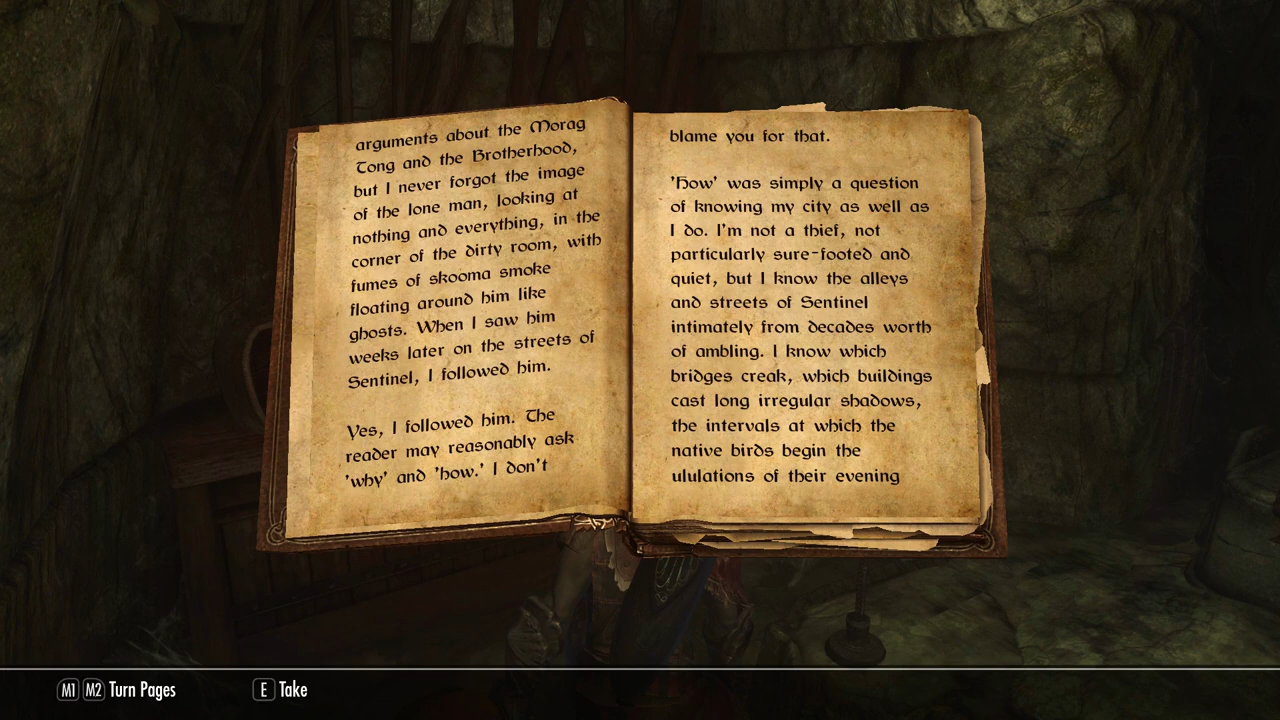 arguments about the Morag
Tong and the Brotherhood,
but I never forgot the image
of the lone man, looking at
nothing and everything, in the
corner of the dirty room, with
fumes of skooma smoke
floating around him like
ghosts. When I saw him
weeks later on the streets of
Sentinel, I followed him.
Yes, I followed him. The
reader may reasonably ask
'why' and 'how.' I don't
blame you for that.
'How' was simply a question
of knowing my city as well as
I do. I'm not a thief, not
particularly sure-footed and
quiet, but I know the alleys
and streets of Sentinel
intimately from decades worth
of ambling. I know which
bridges creak, which buildings
cast long irregular shadows,
the intervals at which the
native birds begin the
ululations of their evening
M1 M2 Turn Pages
E Take